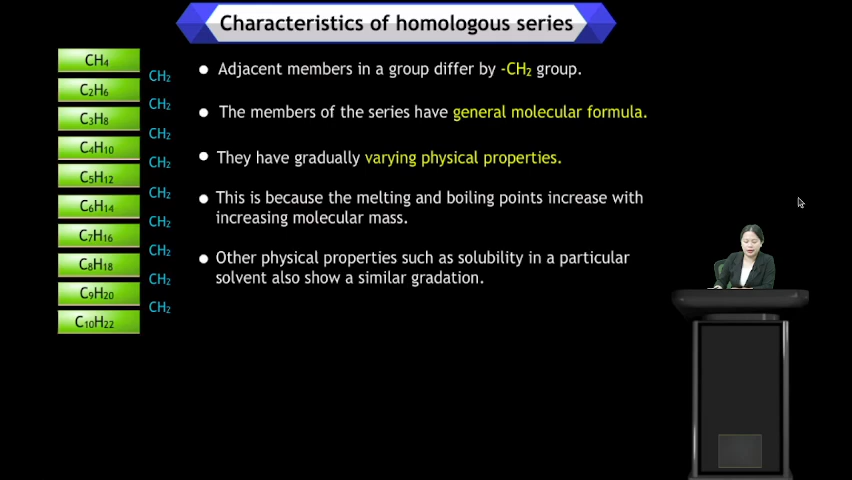 Characteristics of homologous series
CH₄
CH₂
C₂H₆
CH₂
C₃H₈
CH₂
C₄H₁₀
CH₂
C₅H₁₂
CH₂
C₆H₁₄
CH₂
C₇H₁₆
CH₂
C₈H₁₈
CH₂
C₉H₂₀
CH₂
C₁₀H₂₂
Adjacent members in a group differ by -CH₂ group.
The members of the series have general molecular formula.
They have gradually varying physical properties.
This is because the melting and boiling points increase with
increasing molecular mass.
Other physical properties such as solubility in a particular
solvent also show a similar gradation.